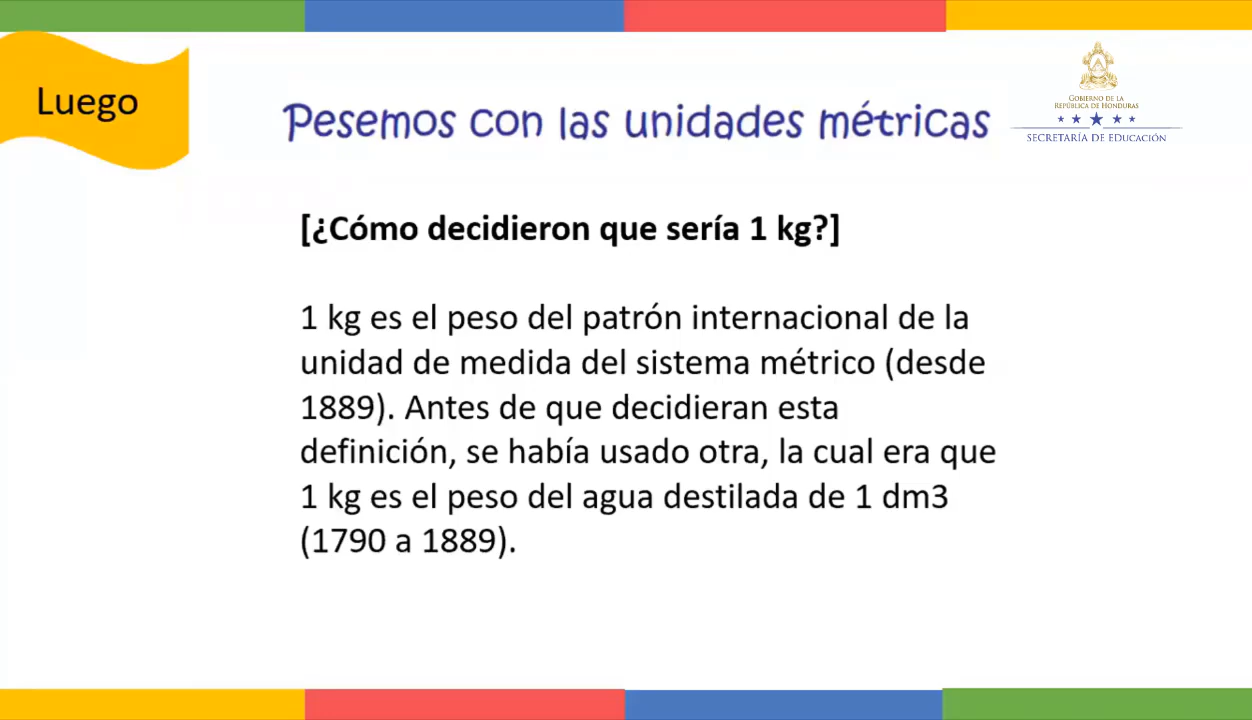 Luego
Pesemos con las unidades métricas
GOBIERNO DE LA
REPÚBLICA DE HONDURAS
SECRETARÍA DE EDUCACIÓN
[¿Cómo decidieron que sería 1 kg?]
1 kg es el peso del patrón internacional de la
unidad de medida del sistema métrico (desde
1889). Antes de que decidieran esta
definición, se había usado otra, la cual era que
1 kg es el peso del agua destilada de 1 dm3
(1790 a 1889).